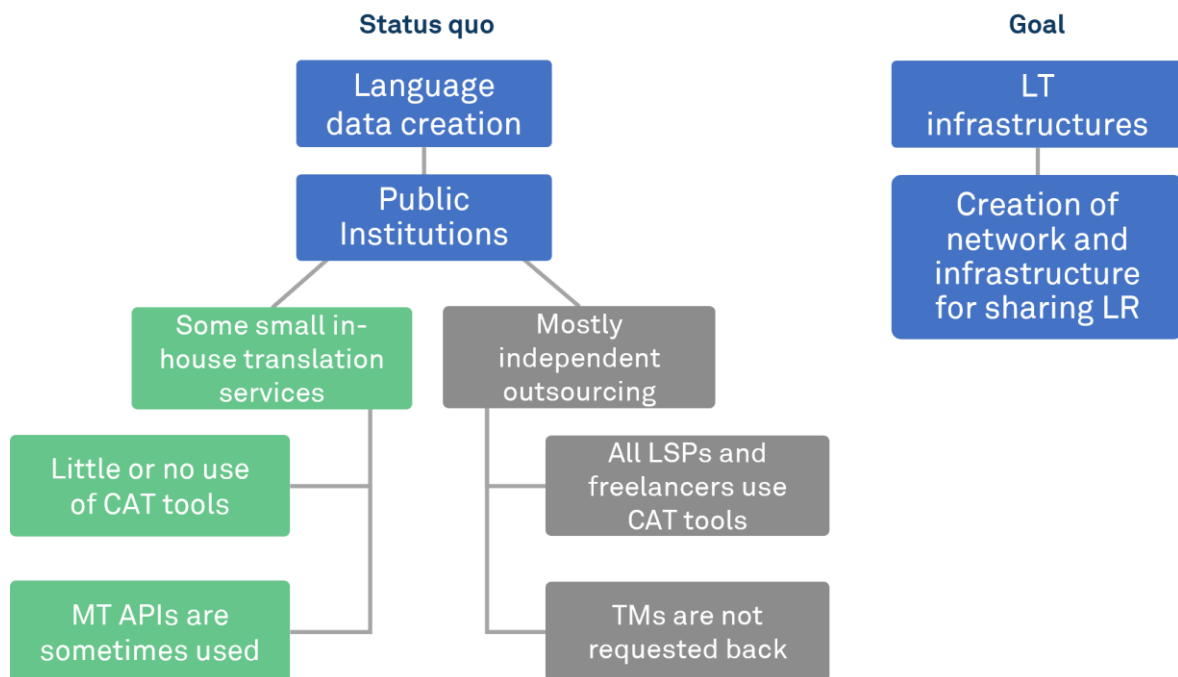 Status quo
Goal
Language
data creation
LT
infrastructures
Public
Institutions
Creation of
network and
infrastructure
for sharing LR
Some small in-
house translation
services
Mostly
independent
outsourcing
Little or no use
of CAT tools
All LSPs and
freelancers use
CAT tools
MT APIs are
sometimes used
TMs are not
requested back